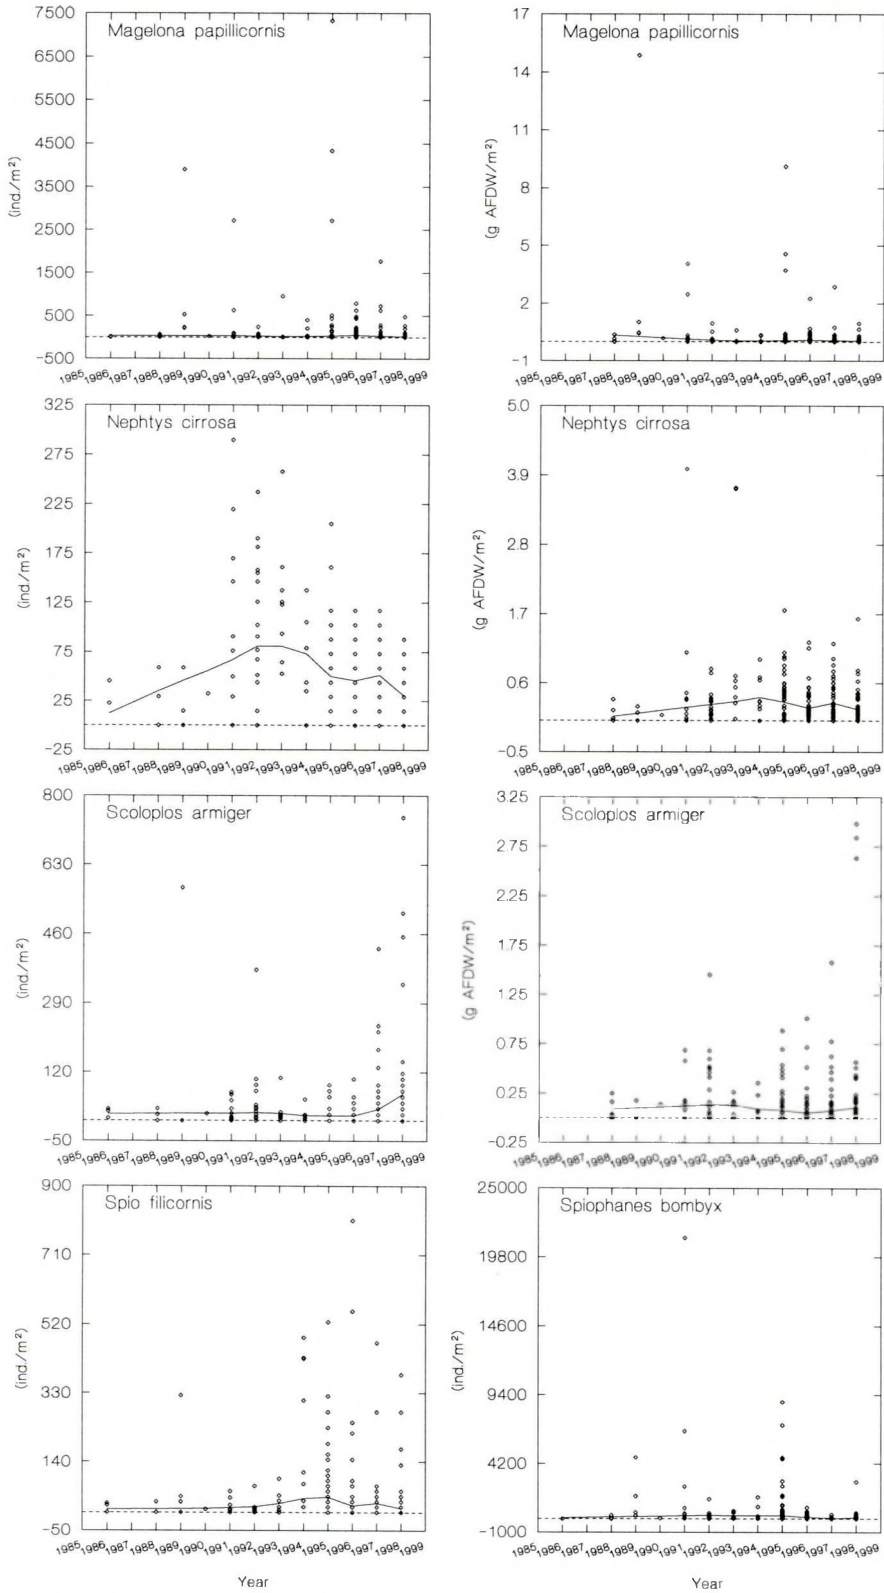 Magelona papillicornis
7500
6500
5500
4500
3500
2500
1500
500
−500
(ind./m²)
1985 1986 1987 1988 1989 1990 1991 1992 1993 1994 1995 1996 1997 1998 1999
Magelona papillicornis
17
14
11
8
5
2
−1
(g AFDW/m²)
1985 1986 1987 1988 1989 1990 1991 1992 1993 1994 1995 1996 1997 1998 1999
Nephtys cirrosa
325
275
225
175
125
75
25
−25
(ind./m²)
1985 1986 1987 1988 1989 1990 1991 1992 1993 1994 1995 1996 1997 1998 1999
Nephtys cirrosa
5.0
3.9
2.8
1.7
0.6
−0.5
(g AFDW/m²)
1985 1986 1987 1988 1989 1990 1991 1992 1993 1994 1995 1996 1997 1998 1999
Scoloplos armiger
800
630
460
290
120
−50
(ind./m²)
1985 1986 1987 1988 1989 1990 1991 1992 1993 1994 1995 1996 1997 1998 1999
Scoloplos armiger
3.25
2.75
2.25
1.75
1.25
0.75
0.25
−0.25
(g AFDW/m²)
1985 1986 1987 1988 1989 1990 1991 1992 1993 1994 1995 1996 1997 1998 1999
Spio filicornis
900
710
520
330
140
−50
(ind./m²)
1985 1986 1987 1988 1989 1990 1991 1992 1993 1994 1995 1996 1997 1998 1999
Year
Spiophanes bombyx
25000
19800
14600
9400
4200
−1000
(ind./m²)
1985 1986 1987 1988 1989 1990 1991 1992 1993 1994 1995 1996 1997 1998 1999
Year